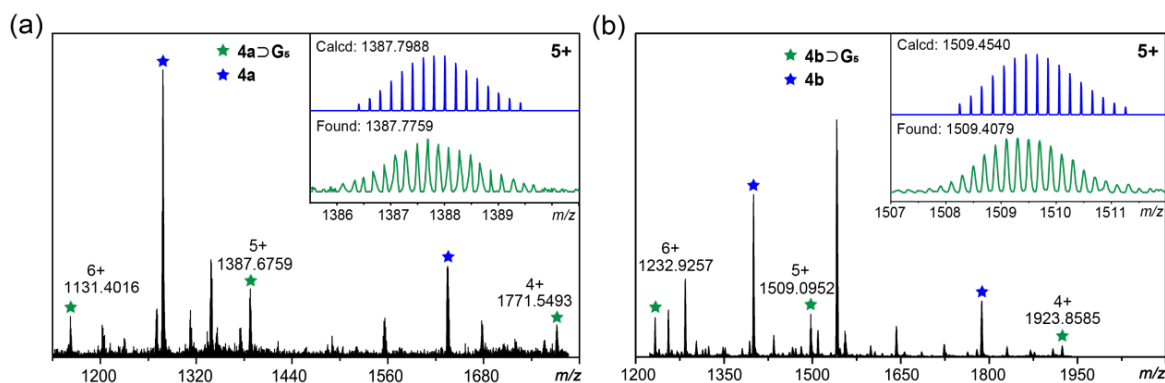 (a)
4a⊃G₅
4a
Calcd: 1387.7988
5+
Found: 1387.7759
1386 1387 1388 1389 m/z
6+
1131.4016
5+
1387.6759
4+
1771.5493
1200 1320 1440 1560 1680 m/z
(b)
4b⊃G₅
4b
Calcd: 1509.4540
5+
Found: 1509.4079
1507 1508 1509 1510 1511 m/z
6+
1232.9257
5+
1509.0952
4+
1923.8585
1200 1350 1500 1650 1800 1950 m/z